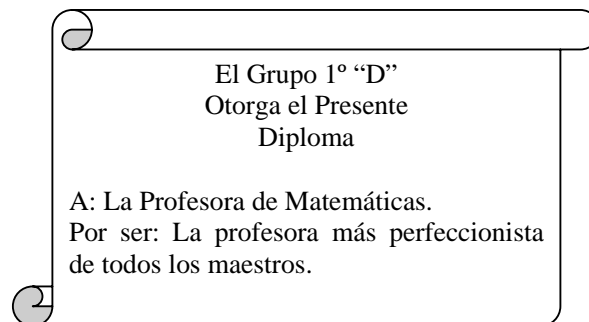 El Grupo 1º “D”
Otorga el Presente
Diploma
A: La Profesora de Matemáticas.
Por ser: La profesora más perfeccionista
de todos los maestros.